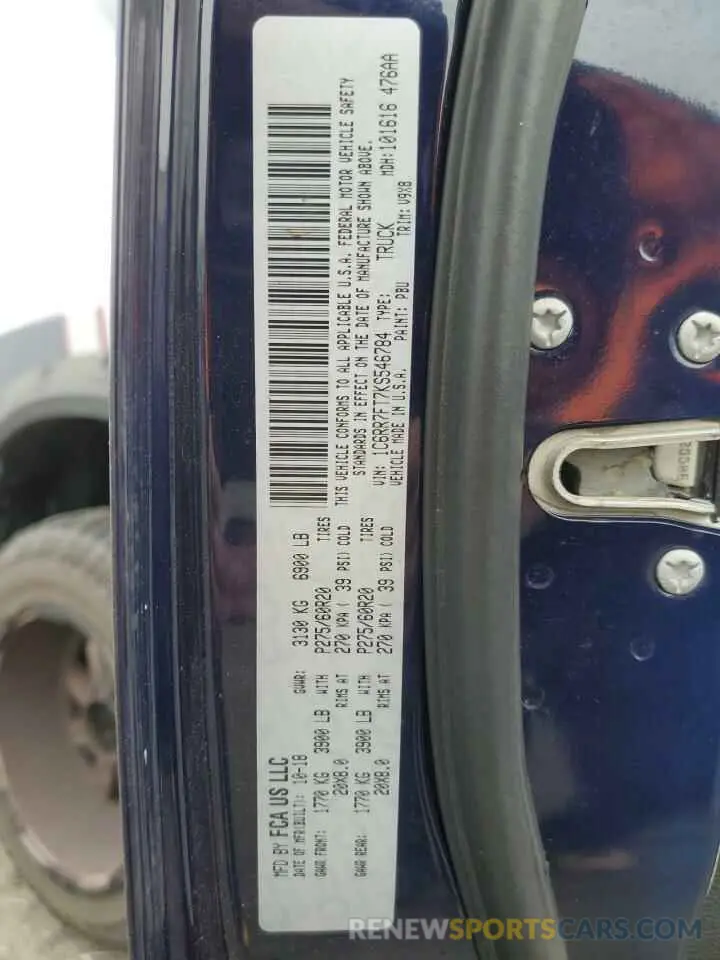 MFD BY FCA US LLC
DATE OF MFR(BUILT): 10-18 GVWR: 3130 KG 6900 LB
GAWR FRONT: 1770 KG 3900 LB WITH P275/60R20 TIRES
20X8.0 RIMS AT 270 KPA ( 39 PSI) COLD
GAWR REAR: 1770 KG 3900 LB WITH P275/60R20 TIRES
20X8.0 RIMS AT 270 KPA ( 39 PSI) COLD
THIS VEHICLE CONFORMS TO ALL APPLICABLE U.S.A. FEDERAL MOTOR VEHICLE SAFETY
STANDARDS IN EFFECT ON THE DATE OF MANUFACTURE SHOWN ABOVE.
VIN: 1C6RR7FT7KS546784 TYPE: TRUCK MDH:101616 476AA
VEHICLE MADE IN U.S.A. PAINT: PBU TRIM: V9X8
RENEWSPORTSCARS.COM